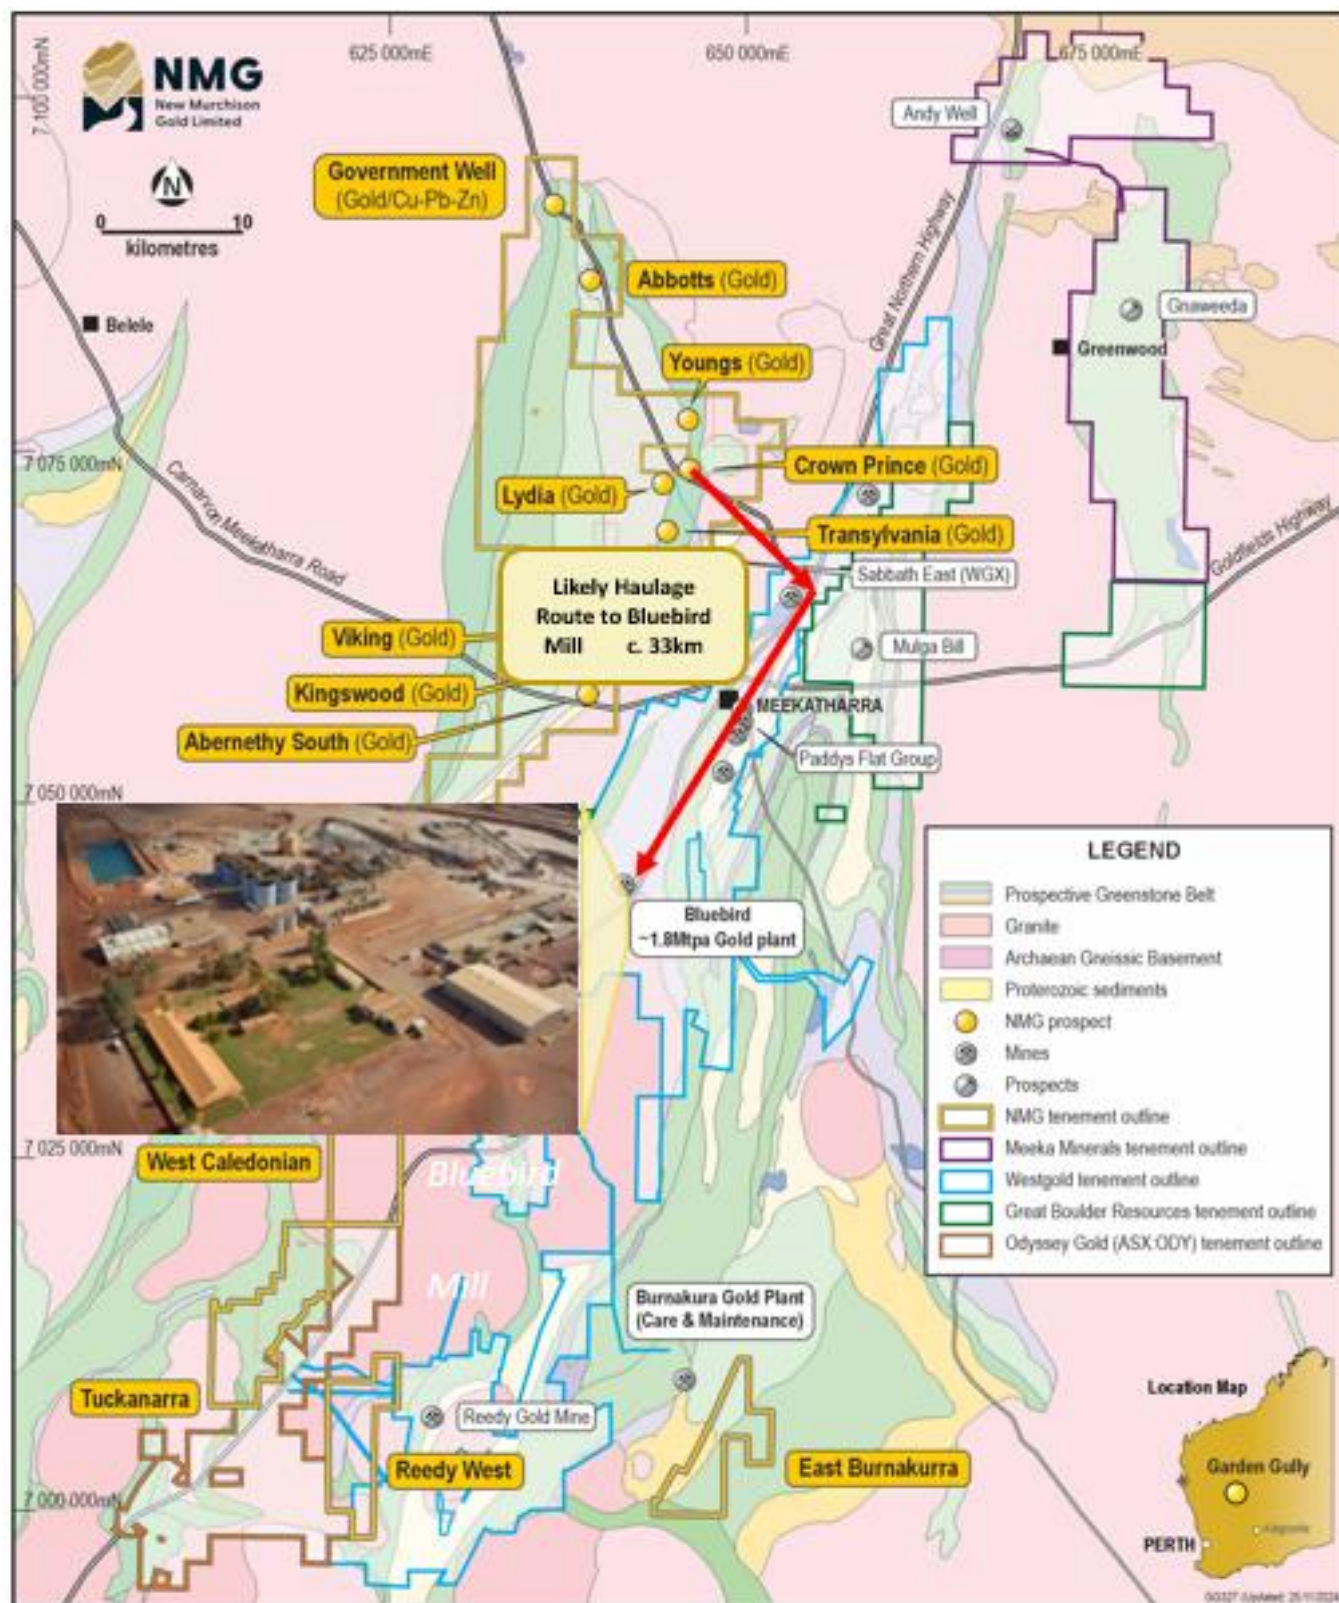 625 000mE
650 000mE
675 000mE
7 100 000mN
NMG
New Murchison
Gold Limited
N
0 10
kilometres
Andy Well
Government Well
(Gold/Cu-Pb-Zn)
Abbotts (Gold)
Great Northern Highway
Gnaweeda
Belele
Greenwood
Youngs (Gold)
7 075 000mN
Crown Prince (Gold)
Lydia (Gold)
Carnarvon Meekatharra Road
Transylvania (Gold)
Goldfields Highway
Sabbath East (WGX)
Likely Haulage
Route to Bluebird
Mill c. 33km
Viking (Gold)
Mulga Bill
Kingswood (Gold)
MEEKATHARRA
Abernethy South (Gold)
Paddys Flat Group
7 050 000mN
LEGEND
Prospective Greenstone Belt
Granite
Archaean Gneissic Basement
Proterozoic sediments
NMG prospect
Mines
Prospects
NMG tenement outline
Meeka Minerals tenement outline
Westgold tenement outline
Great Boulder Resources tenement outline
Odyssey Gold (ASX:ODY) tenement outline
Bluebird
~1.8Mtpa Gold plant
7 025 000mN
West Caledonian
Bluebird
Mill
Burnakura Gold Plant
(Care & Maintenance)
Tuckanarra
Reedy Gold Mine
Reedy West
East Burnakurra
7 000 000mN
Location Map
Garden Gully
Kalgoorlie
PERTH
GG327 (Updated: 25/11/2024)